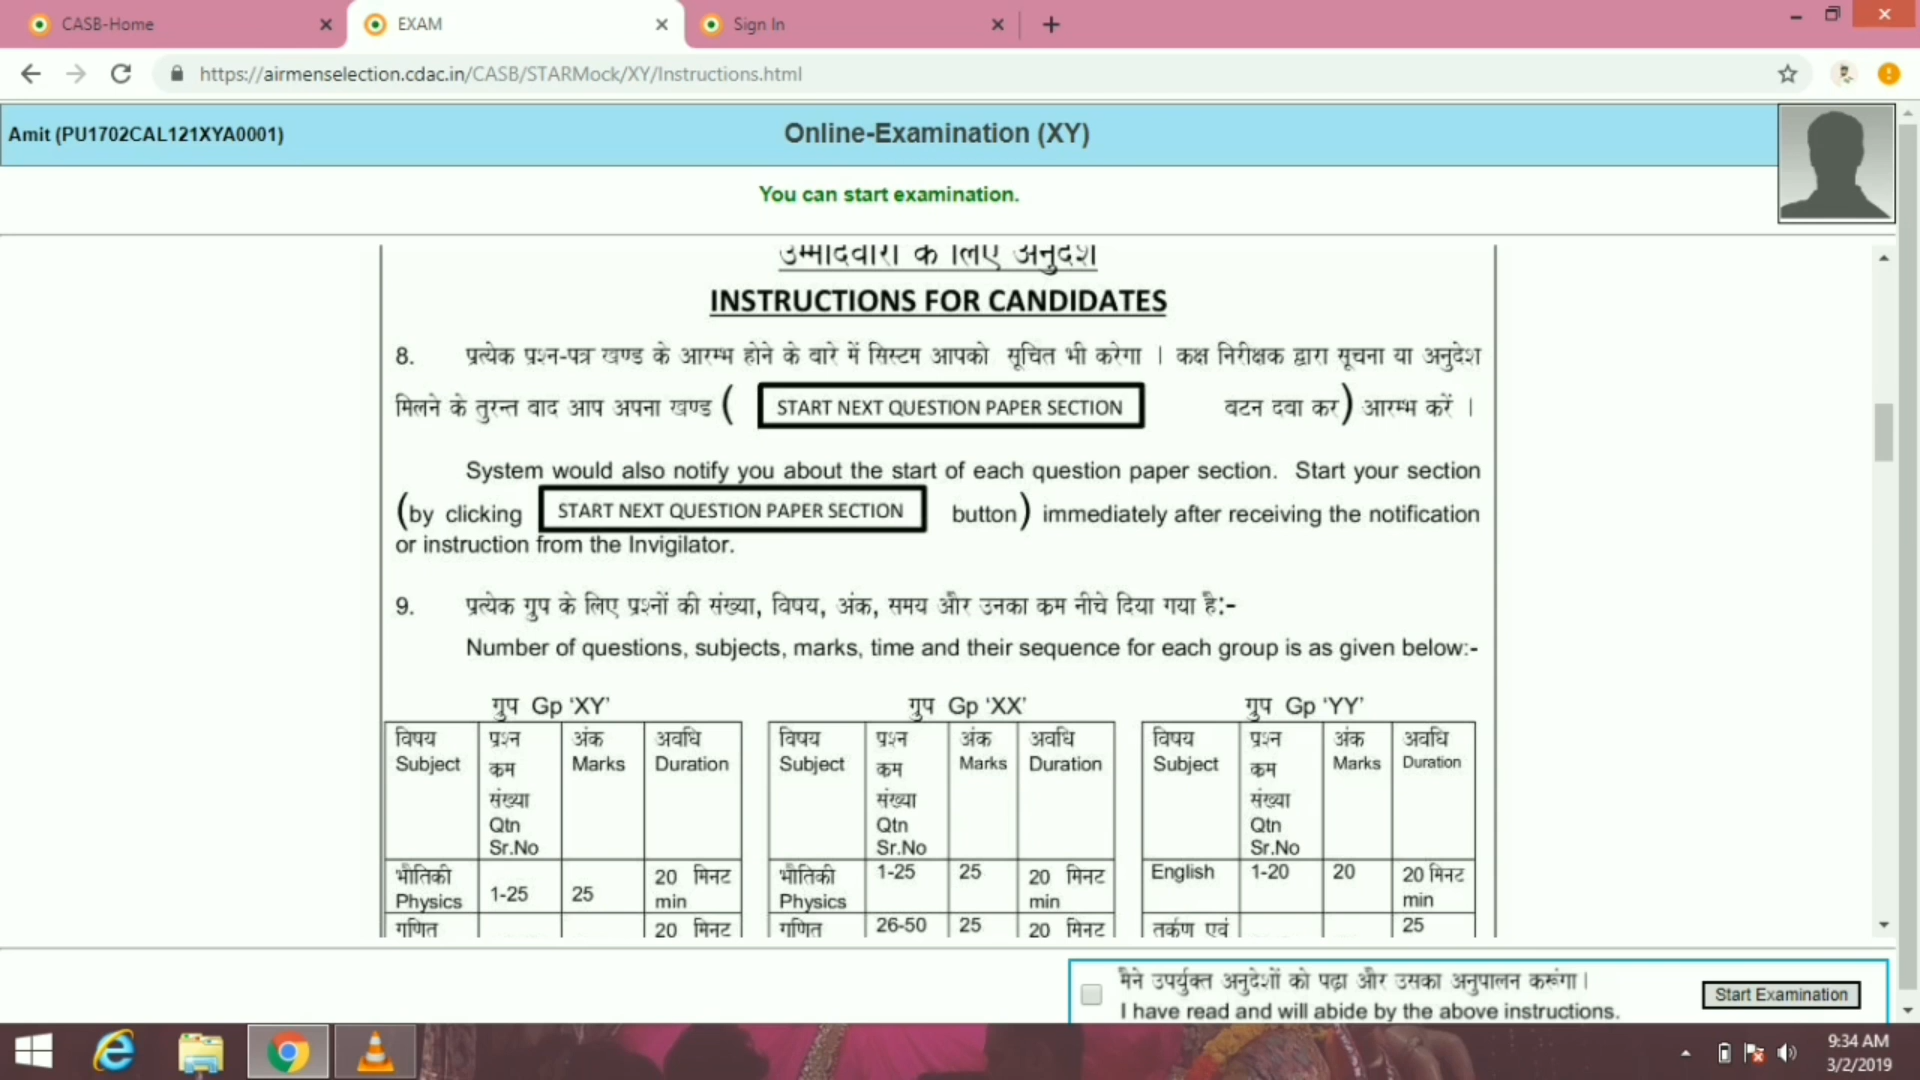 CASB-Home
EXAM
Sign In
https://airmenselection.cdac.in/CASB/STARMock/XY/Instructions.html
Amit (PU1702CAL121XYA0001)
Online-Examination (XY)
You can start examination.
उम्मीदवारों के लिए अनुदेश
INSTRUCTIONS FOR CANDIDATES
8. प्रत्येक प्रश्न-पत्र खण्ड के आरम्भ होने के बारे में सिस्टम आपको सूचित भी करेगा । कक्ष निरीक्षक द्वारा सूचना या अनुदेश
मिलने के तुरन्त बाद आप अपना खण्ड ( START NEXT QUESTION PAPER SECTION बटन दबा कर) आरम्भ करें ।
System would also notify you about the start of each question paper section. Start your section
(by clicking START NEXT QUESTION PAPER SECTION button) immediately after receiving the notification
or instruction from the Invigilator.
9. प्रत्येक ग्रुप के लिए प्रश्नों की संख्या, विषय, अंक, समय और उनका कम नीचे दिया गया है:-
Number of questions, subjects, marks, time and their sequence for each group is as given below:-
ग्रुप Gp ‘XY’
विषय Subject
प्रश्न कम संख्या Qtn Sr.No
अंक Marks
अवधि Duration
भौतिकी Physics 1-25 25 20 मिनट min
गणित 20 मिनट
ग्रुप Gp ‘XX’
विषय Subject
प्रश्न कम संख्या Qtn Sr.No
अंक Marks
अवधि Duration
भौतिकी Physics 1-25 25 20 मिनट min
गणित 26-50 25 20 मिनट
ग्रुप Gp ‘YY’
विषय Subject
प्रश्न कम संख्या Qtn Sr.No
अंक Marks
अवधि Duration
English 1-20 20 20 मिनट min
तर्कण एवं 25
मैने उपर्युक्त अनुदेशों को पढ़ा और उसका अनुपालन करूंगा।
I have read and will abide by the above instructions.
Start Examination
9:34 AM
3/2/2019